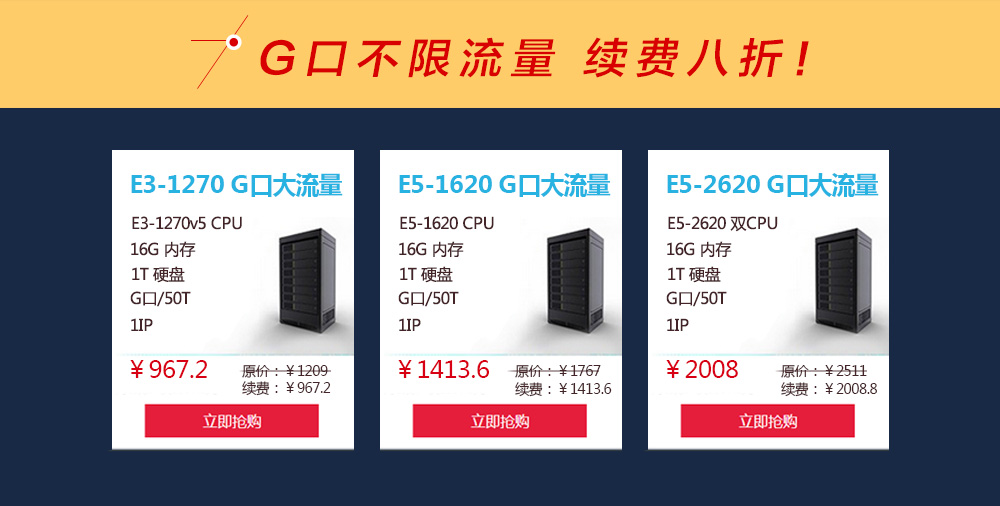 G口不限流量 续费八折！
E3-1270 G口大流量
E3-1270v5 CPU
16G 内存
1T 硬盘
G口/50T
1IP
￥967.2
原价：￥1209
续费：￥967.2
立即抢购
E5-1620 G口大流量
E5-1620 CPU
16G 内存
1T 硬盘
G口/50T
1IP
￥1413.6
原价：￥1767
续费：￥1413.6
立即抢购
E5-2620 G口大流量
E5-2620 双CPU
16G 内存
1T 硬盘
G口/50T
1IP
￥2008
原价：￥2511
续费：￥2008.8
立即抢购